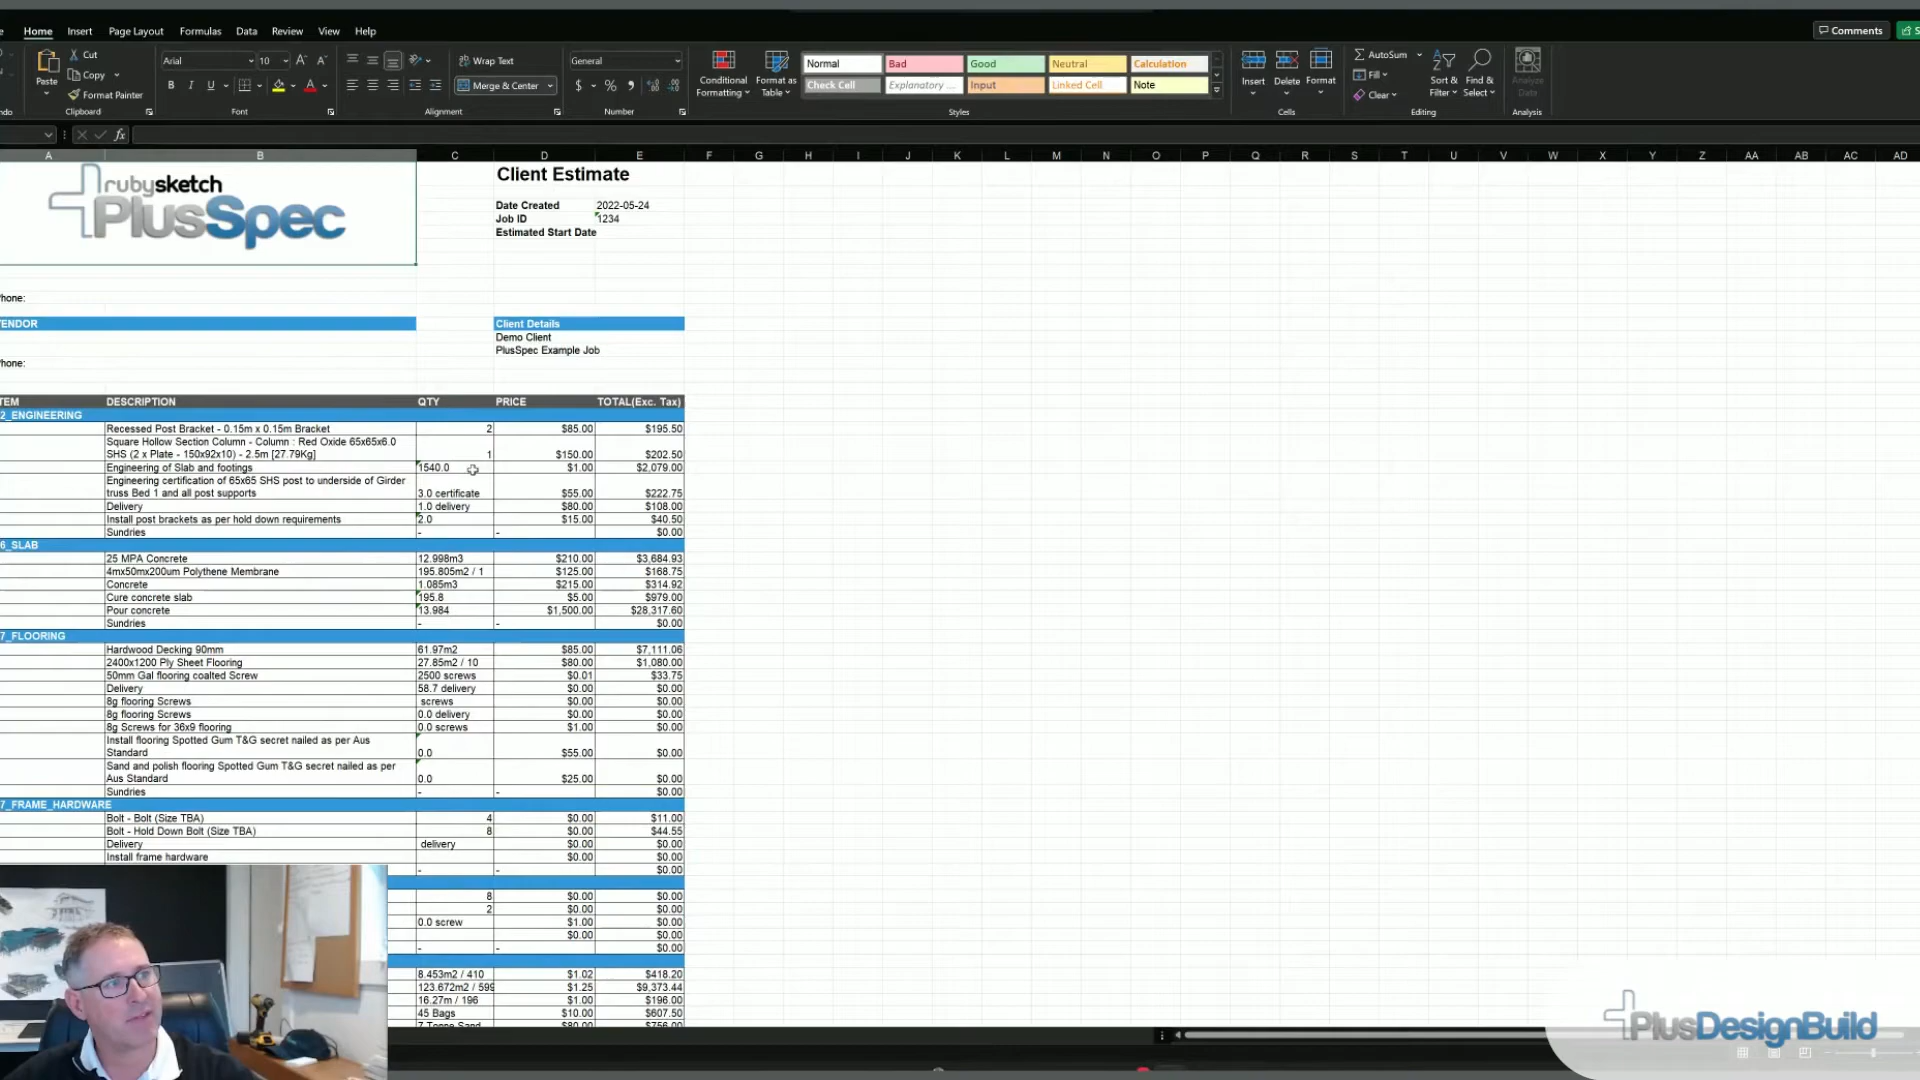 Home Insert Page Layout Formulas Data Review View Help Comments
Cut Arial 10 Wrap Text General Normal Bad Good Neutral Calculation AutoSum
Paste Copy Conditional Formatting Format as Table Insert Delete Format Fill Sort & Filter Find & Select Analyze Data
Format Painter B I U Merge & Center $ % Check Cell Explanatory ... Input Linked Cell Note Clear
Clipboard Font Alignment Number Styles Cells Editing Analysis
fx
A B C D E F G H I J K L M N O P Q R S T U V W X Y Z AA AB AC AD
rubysketch
PlusSpec
Client Estimate
Date Created 2022-05-24
Job ID 1234
Estimated Start Date
hone:
ENDOR Client Details
Demo Client
PlusSpec Example Job
hone:
TEM DESCRIPTION QTY PRICE TOTAL(Exc. Tax)
2_ENGINEERING
Recessed Post Bracket - 0.15m x 0.15m Bracket 2 $85.00 $195.50
Square Hollow Section Column - Column : Red Oxide 65x65x6.0
SHS (2 x Plate - 150x92x10) - 2.5m [27.79Kg] 1 $150.00 $202.50
Engineering of Slab and footings 1540.0 $1.00 $2,079.00
Engineering certification of 65x65 SHS post to underside of Girder
truss Bed 1 and all post supports 3.0 certificate $55.00 $222.75
Delivery 1.0 delivery $80.00 $108.00
Install post brackets as per hold down requirements 2.0 $15.00 $40.50
Sundries - - $0.00
6_SLAB
25 MPA Concrete 12.998m3 $210.00 $3,684.93
4mx50mx200um Polythene Membrane 195.805m2 / 1 $125.00 $168.75
Concrete 1.085m3 $215.00 $314.92
Cure concrete slab 195.8 $5.00 $979.00
Pour concrete 13.984 $1,500.00 $28,317.60
Sundries - - $0.00
7_FLOORING
Hardwood Decking 90mm 61.97m2 $85.00 $7,111.06
2400x1200 Ply Sheet Flooring 27.85m2 / 10 $80.00 $1,080.00
50mm Gal flooring coalted Screw 2500 screws $0.01 $33.75
Delivery 58.7 delivery $0.00 $0.00
8g flooring Screws screws $0.00 $0.00
8g flooring Screws 0.0 delivery $0.00 $0.00
8g Screws for 36x9 flooring 0.0 screws $1.00 $0.00
Install flooring Spotted Gum T&G secret nailed as per Aus
Standard 0.0 $55.00 $0.00
Sand and polish flooring Spotted Gum T&G secret nailed as per
Aus Standard 0.0 $25.00 $0.00
Sundries - - $0.00
7_FRAME_HARDWARE
Bolt - Bolt (Size TBA) 4 $0.00 $11.00
Bolt - Hold Down Bolt (Size TBA) 8 $0.00 $44.55
Delivery delivery $0.00 $0.00
Install frame hardware $0.00 $0.00
- - $0.00
8 $0.00 $0.00
2 $0.00 $0.00
0.0 screw $1.00 $0.00
$0.00 $0.00
- - $0.00
8.453m2 / 410 $1.02 $418.20
123.672m2 / 599 $1.25 $9,373.44
16.27m / 196 $1.00 $196.00
45 Bags $10.00 $607.50
7 Tonne Sand $80.00 $756.00
PlusDesignBuild